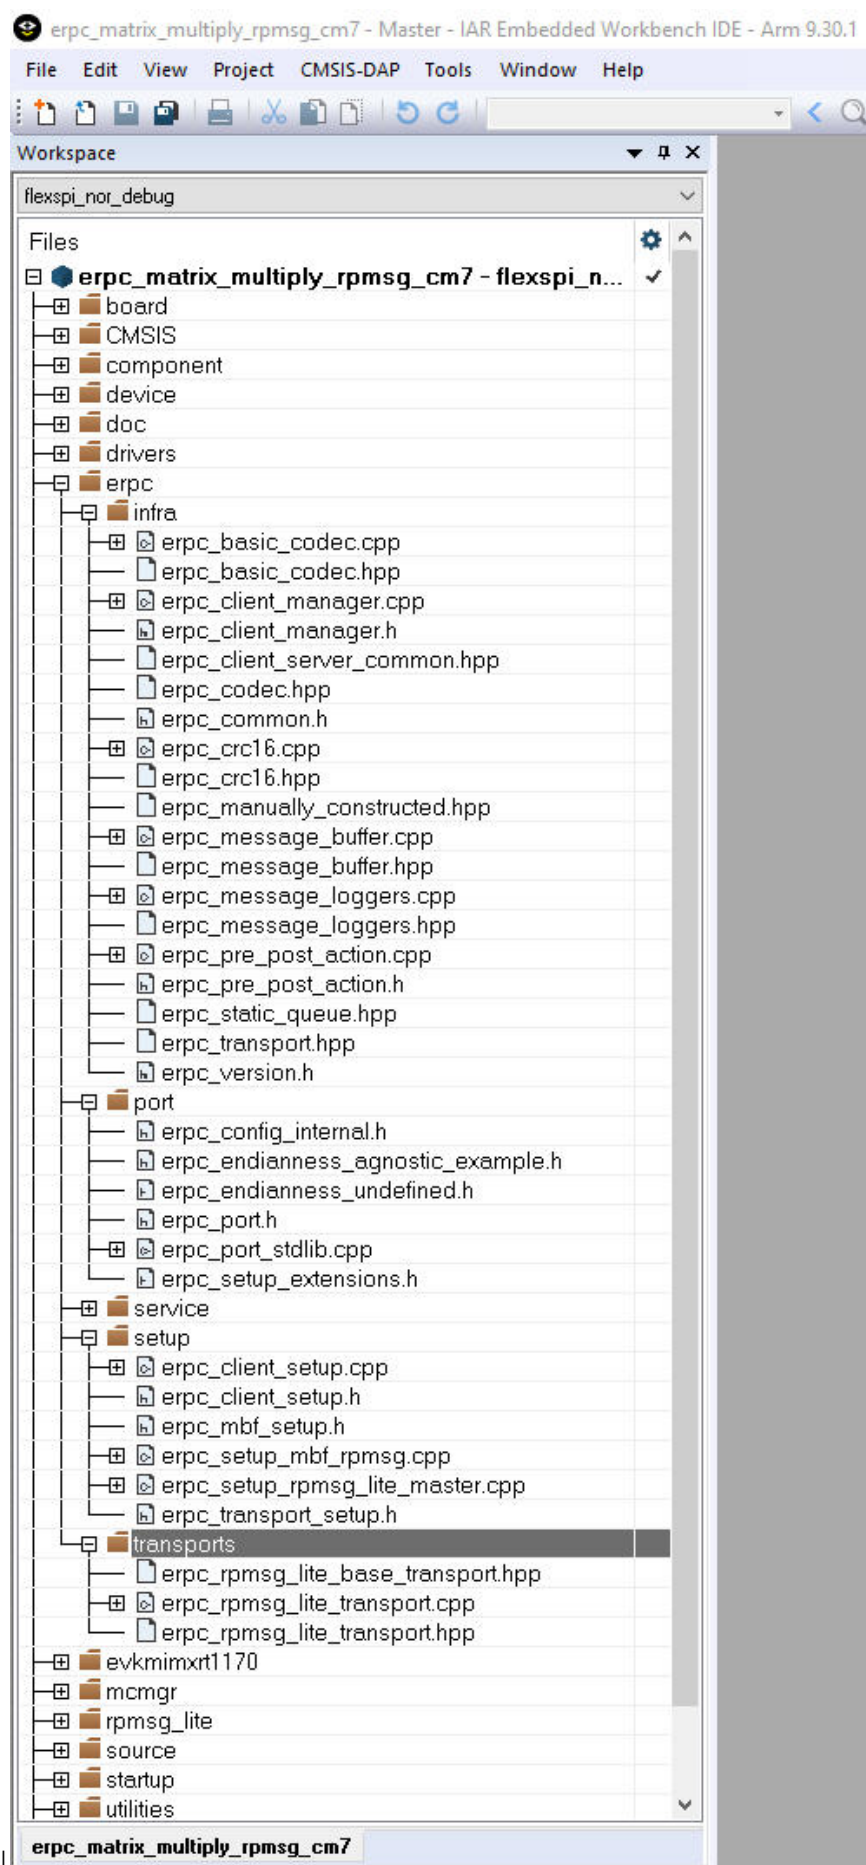 erpc_matrix_multiply_rpmsg_cm7 - Master - IAR Embedded Workbench IDE - Arm 9.30.1
File Edit View Project CMSIS-DAP Tools Window Help
Workspace
flexspi_nor_debug
Files
erpc_matrix_multiply_rpmsg_cm7 - flexspi_n...
board
CMSIS
component
device
doc
drivers
erpc
infra
erpc_basic_codec.cpp
erpc_basic_codec.hpp
erpc_client_manager.cpp
erpc_client_manager.h
erpc_client_server_common.hpp
erpc_codec.hpp
erpc_common.h
erpc_crc16.cpp
erpc_crc16.hpp
erpc_manually_constructed.hpp
erpc_message_buffer.cpp
erpc_message_buffer.hpp
erpc_message_loggers.cpp
erpc_message_loggers.hpp
erpc_pre_post_action.cpp
erpc_pre_post_action.h
erpc_static_queue.hpp
erpc_transport.hpp
erpc_version.h
port
erpc_config_internal.h
erpc_endianness_agnostic_example.h
erpc_endianness_undefined.h
erpc_port.h
erpc_port_stdlib.cpp
erpc_setup_extensions.h
service
setup
erpc_client_setup.cpp
erpc_client_setup.h
erpc_mbf_setup.h
erpc_setup_mbf_rpmsg.cpp
erpc_setup_rpmsg_lite_master.cpp
erpc_transport_setup.h
transports
erpc_rpmsg_lite_base_transport.hpp
erpc_rpmsg_lite_transport.cpp
erpc_rpmsg_lite_transport.hpp
evkmimxrt1170
mcmgr
rpmsg_lite
source
startup
utilities
erpc_matrix_multiply_rpmsg_cm7